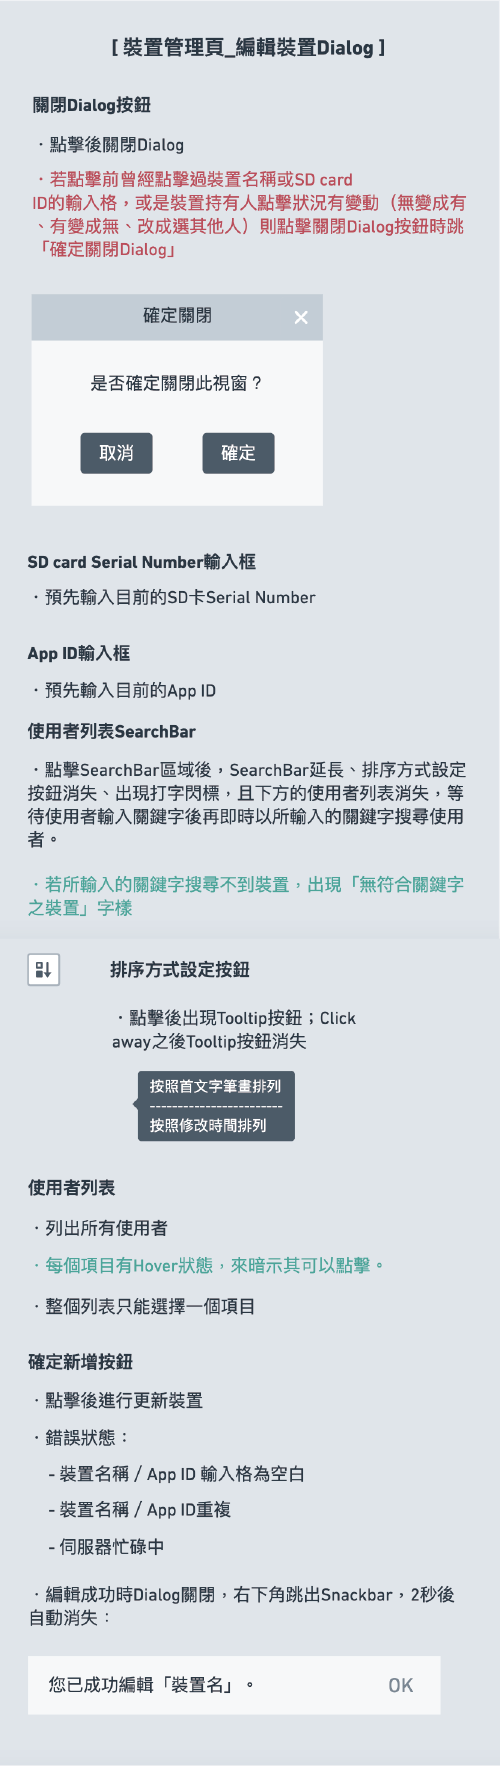 [ 裝置管理頁_編輯裝置Dialog ]
關閉Dialog按鈕
．點擊後關閉Dialog
．若點擊前曾經點擊過裝置名稱或SD card
ID的輸入格，或是裝置持有人點擊狀況有變動（無變成有
、有變成無、改成選其他人）則點擊關閉Dialog按鈕時跳
「確定關閉Dialog」
確定關閉 ×
是否確定關閉此視窗？
取消 確定
SD card Serial Number輸入框
．預先輸入目前的SD卡Serial Number
App ID輸入框
．預先輸入目前的App ID
使用者列表SearchBar
．點擊SearchBar區域後，SearchBar延長、排序方式設定
按鈕消失、出現打字閃標，且下方的使用者列表消失，等
待使用者輸入關鍵字後再即時以所輸入的關鍵字搜尋使用
者。
．若所輸入的關鍵字搜尋不到裝置，出現「無符合關鍵字
之裝置」字樣
排序方式設定按鈕
．點擊後出現Tooltip按鈕；Click
away之後Tooltip按鈕消失
按照首文字筆畫排列
------------------------
按照修改時間排列
使用者列表
．列出所有使用者
．每個項目有Hover狀態，來暗示其可以點擊。
．整個列表只能選擇一個項目
確定新增按鈕
．點擊後進行更新裝置
．錯誤狀態：
- 裝置名稱 / App ID 輸入格為空白
- 裝置名稱 / App ID重複
- 伺服器忙碌中
．編輯成功時Dialog關閉，右下角跳出Snackbar，2秒後
自動消失：
您已成功編輯「裝置名」。 OK